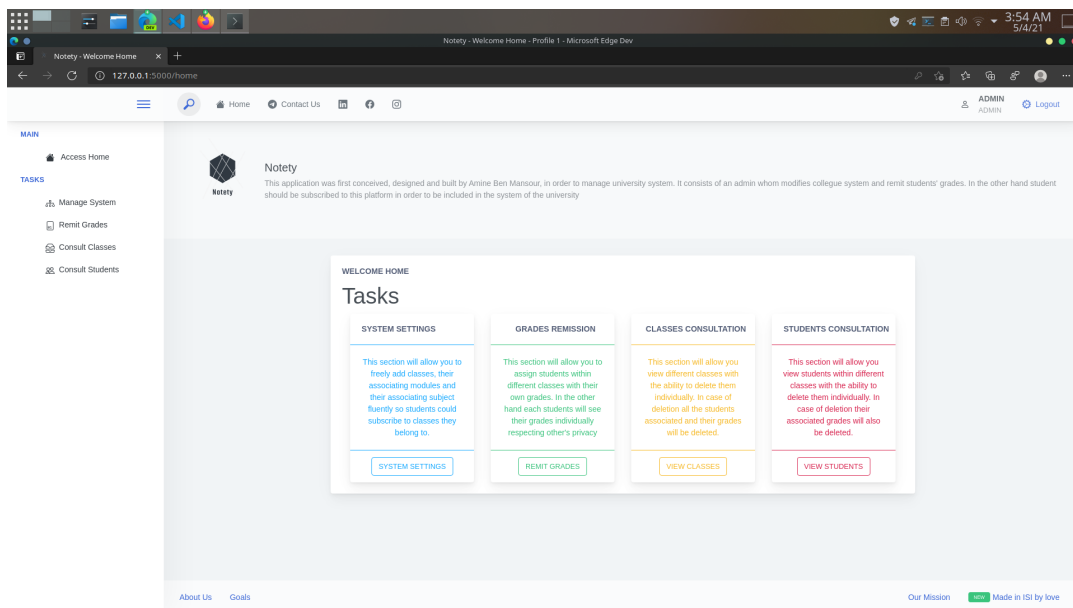 3:54 AM
5/4/21
Notety - Welcome Home - Profile 1 - Microsoft Edge Dev
Notety - Welcome Home
127.0.0.1:5000/home
Home
Contact Us
ADMIN
ADMIN
Logout
MAIN
Access Home
TASKS
Manage System
Remit Grades
Consult Classes
Consult Students
Notety
Notety
This application was first conceived, designed and built by Amine Ben Mansour, in order to manage university system. It consists of an admin whom modifies collegue system and remit students' grades. In the other hand student
should be subscribed to this platform in order to be included in the system of the university
WELCOME HOME
Tasks
SYSTEM SETTINGS
This section will allow you to
freely add classes, their
associating modules and
their associating subject
fluently so students could
subscribe to classes they
belong to.
SYSTEM SETTINGS
GRADES REMISSION
This section will allow you to
assign students within
different classes with their
own grades. In the other
hand each students will see
their grades individually
respecting other's privacy
REMIT GRADES
CLASSES CONSULTATION
This section will allow you
view different classes with
the ability to delete them
individually. In case of
deletion all the students
associated and their grades
will be deleted.
VIEW CLASSES
STUDENTS CONSULTATION
This section will allow you
view students within different
classes with the ability to
delete them individually. In
case of deletion their
associated grades will also
be deleted.
VIEW STUDENTS
About Us
Goals
Our Mission
NEW
Made in ISI by love